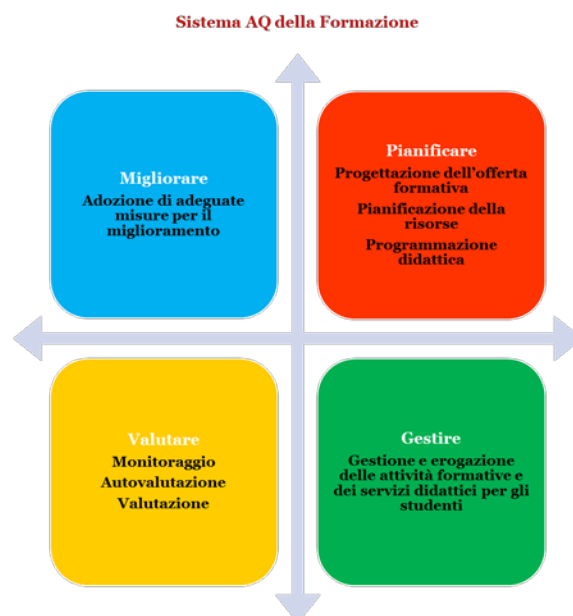 Sistema AQ della Formazione
Migliorare
Adozione di adeguate
misure per il
miglioramento
Pianificare
Progettazione dell'offerta
formativa
Pianificazione della
risorse
Programmazione
didattica
Valutare
Monitoraggio
Autovalutazione
Valutazione
Gestire
Gestione e erogazione
delle attività formative e
dei servizi didattici per gli
studenti